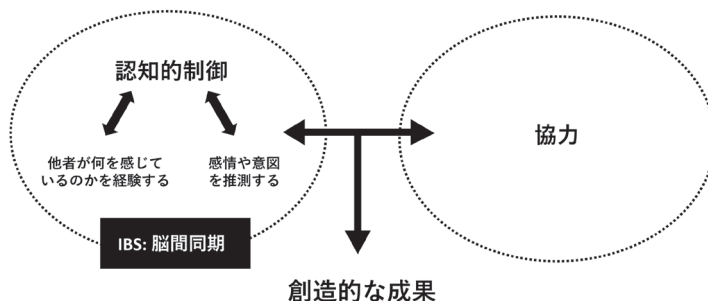 認知的制御
他者が何を感じて
いるのかを経験する
感情や意図
を推測する
IBS: 脳間同期
協力
創造的な成果